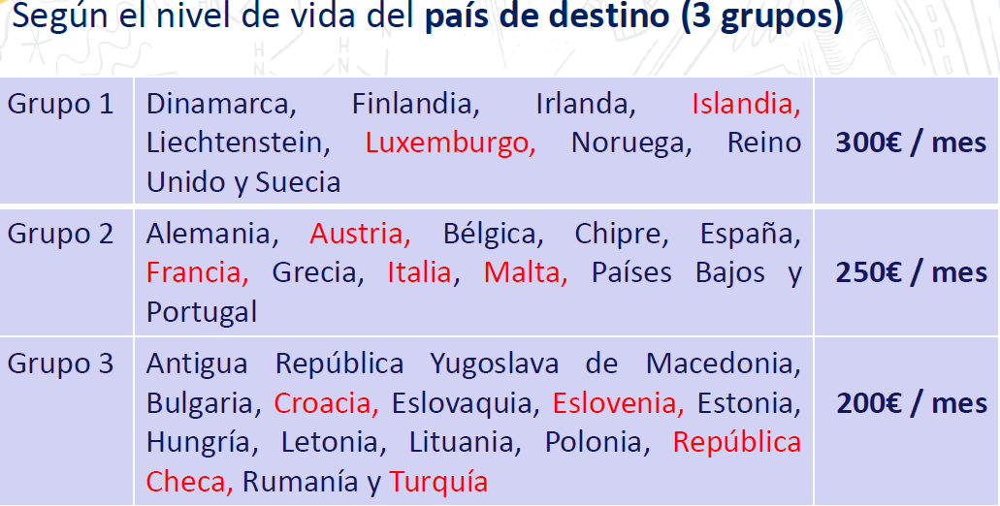 Según el nivel de vida del país de destino (3 grupos)
Grupo 1
Dinamarca, Finlandia, Irlanda, Islandia,
Liechtenstein, Luxemburgo, Noruega, Reino
Unido y Suecia
300€ / mes
Grupo 2
Alemania, Austria, Bélgica, Chipre, España,
Francia, Grecia, Italia, Malta, Países Bajos y
Portugal
250€ / mes
Grupo 3
Antigua República Yugoslava de Macedonia,
Bulgaria, Croacia, Eslovaquia, Eslovenia, Estonia,
Hungría, Letonia, Lituania, Polonia, República
Checa, Rumanía y Turquía
200€ / mes